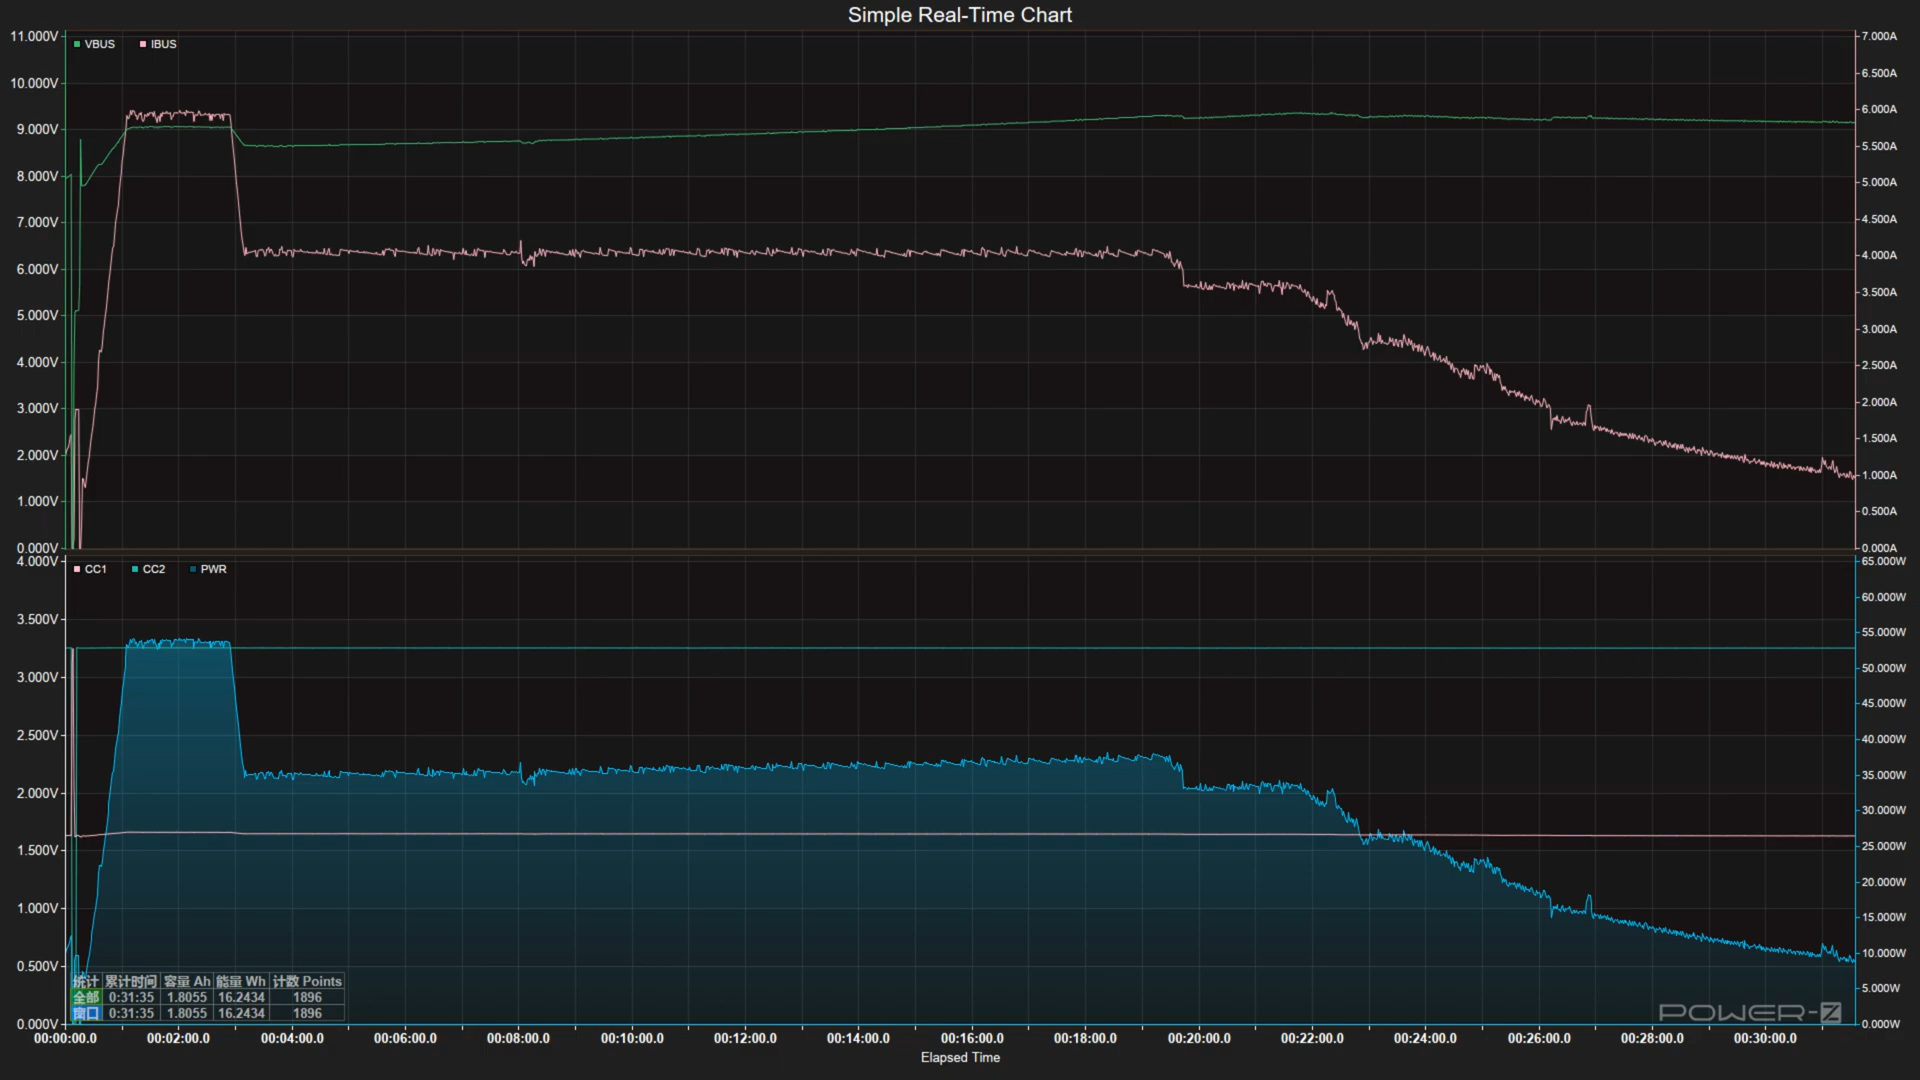 Simple Real-Time Chart
VBUS IBUS
11.000V
10.000V
9.000V
8.000V
7.000V
6.000V
5.000V
4.000V
3.000V
2.000V
1.000V
0.000V
7.000A
6.500A
6.000A
5.500A
5.000A
4.500A
4.000A
3.500A
3.000A
2.500A
2.000A
1.500A
1.000A
0.500A
0.000A
CC1 CC2 PWR
4.000V
3.500V
3.000V
2.500V
2.000V
1.500V
1.000V
0.500V
0.000V
65.000W
60.000W
55.000W
50.000W
45.000W
40.000W
35.000W
30.000W
25.000W
20.000W
15.000W
10.000W
5.000W
0.000W
统计 累计时间 容量 Ah 能量 Wh 计数 Points
全部 0:31:35 1.8055 16.2434 1896
窗口 0:31:35 1.8055 16.2434 1896
POWER-Z
00:00:00.0 00:02:00.0 00:04:00.0 00:06:00.0 00:08:00.0 00:10:00.0 00:12:00.0 00:14:00.0 00:16:00.0 00:18:00.0 00:20:00.0 00:22:00.0 00:24:00.0 00:26:00.0 00:28:00.0 00:30:00.0
Elapsed Time